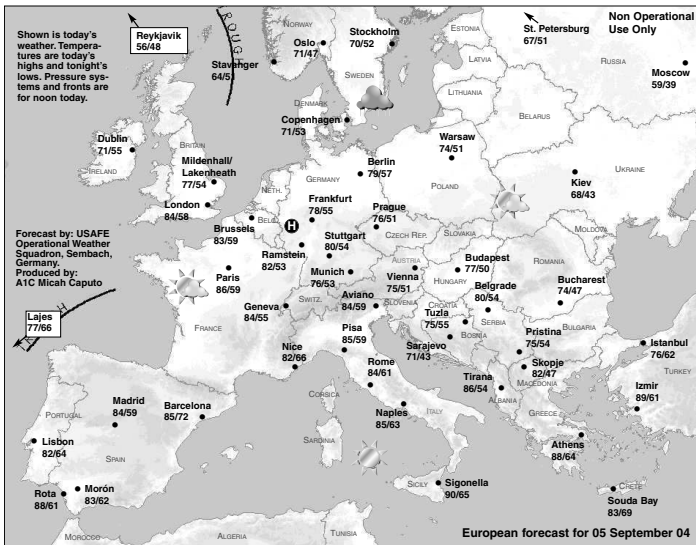 Shown is today's
weather. Tempera-
tures are today's
highs and tonight's
lows. Pressure sys-
tems and fronts are
for noon today.
Reykjavik
56/48
ROUGH
NORWAY
Oslo
71/47
Stavanger
64/51
Stockholm
70/52
SWEDEN
ESTONIA
LATVIA
LITHUANIA
St. Petersburg
67/51
Non Operational
Use Only
RUSSIA
Moscow
59/39
BELARUS
DENMARK
Copenhagen
71/53
Dublin
71/55
IRELAND
BRITAIN
Mildenhall/
Lakenheath
77/54
London
84/58
NETH.
GERMANY
Berlin
79/57
Warsaw
74/51
POLAND
UKRAINE
Kiev
68/43
Forecast by: USAFE
Operational Weather
Squadron, Sembach,
Germany.
Produced by:
A1C Micah Caputo
Brussels
83/59
BELG.
H
Frankfurt
78/55
Prague
76/51
CZECH REP.
SLOVAKIA
MOLDOVA
Ramstein
82/53
Stuttgart
80/54
Paris
86/59
Munich
76/53
AUSTRIA
Vienna
75/51
Budapest
77/50
HUNGARY
ROMANIA
Lajes
77/66
FRANCE
Geneva
84/55
SWITZ.
Aviano
84/59
SLOVENIA
CROATIA
Belgrade
80/54
SERBIA
Bucharest
74/47
Tuzla
75/55
BOSNIA
Sarajevo
71/43
Pristina
75/54
BULGARIA
Skopje
82/47
MACEDONIA
Nice
82/66
Pisa
85/59
Rome
84/61
Naples
85/63
ITALY
CORSICA
SARDINIA
Tirana
86/54
ALBANIA
GREECE
Istanbul
76/62
TURKEY
Izmir
89/61
Athens
88/64
PORTUGAL
Madrid
84/59
Barcelona
85/72
Lisbon
82/64
SPAIN
Rota
88/61
Morón
83/62
SICILY
Sigonella
90/65
CRETE
Souda Bay
83/69
MOROCCO
ALGERIA
TUNISIA
European forecast for 05 September 04